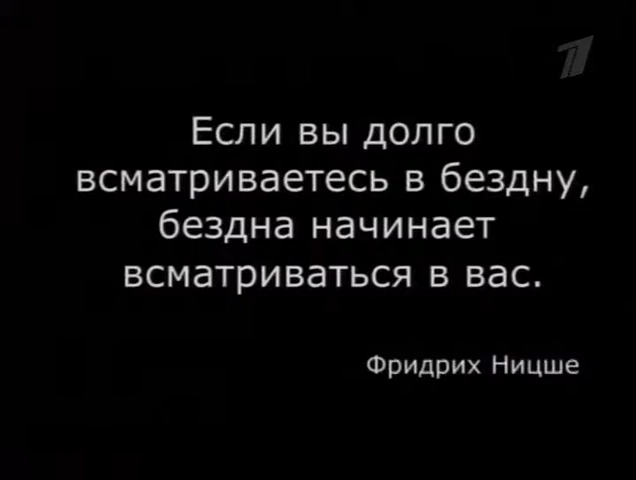 Если вы долго
всматриваетесь в бездну,
бездна начинает
всматриваться в вас.
Фридрих Ницше